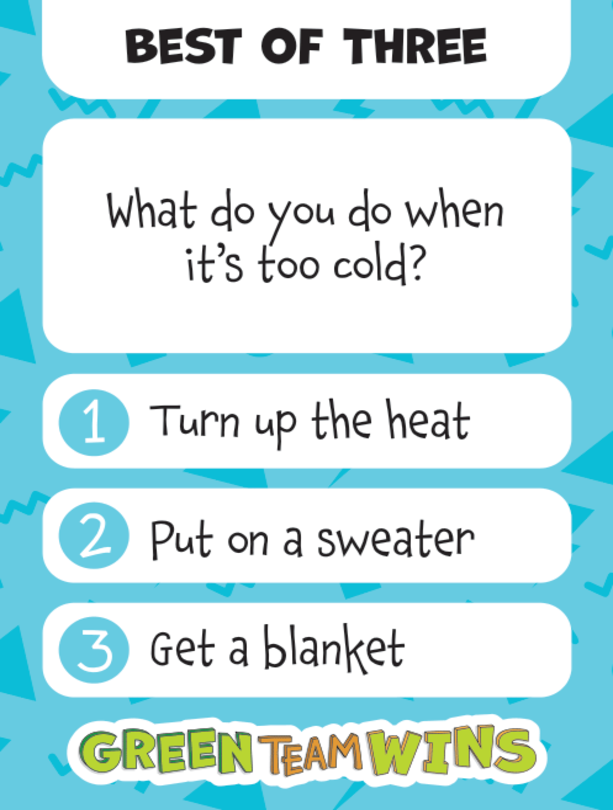 BEST OF THREE
What do you do when
it's too cold?
1 Turn up the heat
2 Put on a sweater
3 Get a blanket
GREEN TEAM WINS